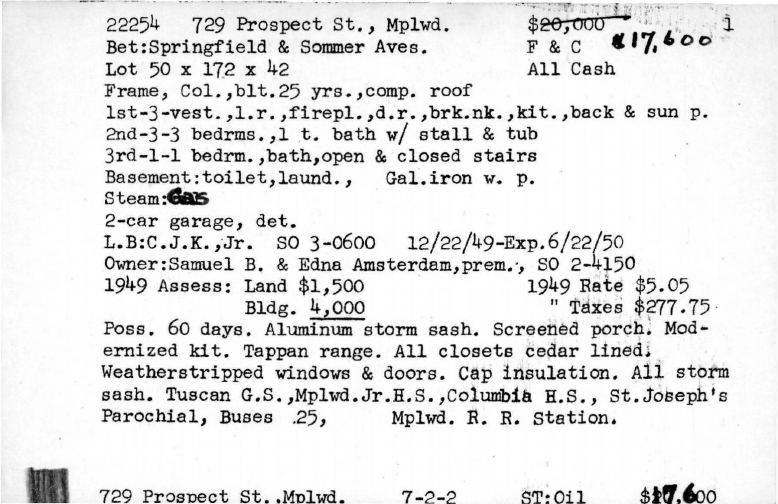 22254 729 Prospect St., Mplwd. $20,000 1
Bet:Springfield & Sommer Aves. F & C $17,600
Lot 50 x 172 x 42 All Cash
Frame, Col.,blt.25 yrs.,comp. roof
1st-3-vest.,l.r.,firepl.,d.r.,brk.nk.,kit.,back & sun p.
2nd-3-3 bedrms.,1 t. bath w/ stall & tub
3rd-1-1 bedrm.,bath,open & closed stairs
Basement:toilet,laund., Gal.iron w. p.
Steam:Gas
2-car garage, det.
L.B:C.J.K.,Jr. SO 3-0600 12/22/49-Exp.6/22/50
Owner:Samuel B. & Edna Amsterdam,prem., SO 2-4150
1949 Assess: Land $1,500 1949 Rate $5.05
Bldg. 4,000 " Taxes $277.75
Poss. 60 days. Aluminum storm sash. Screened porch. Mod-
ernized kit. Tappan range. All closets cedar lined.
Weatherstripped windows & doors. Cap insulation. All storm
sash. Tuscan G.S.,Mplwd.Jr.H.S.,Columbia H.S., St.Joseph's
Parochial, Buses .25, Mplwd. R. R. Station.
729 Prospect St.,Mplwd. 7-2-2 ST:Oil $17,600